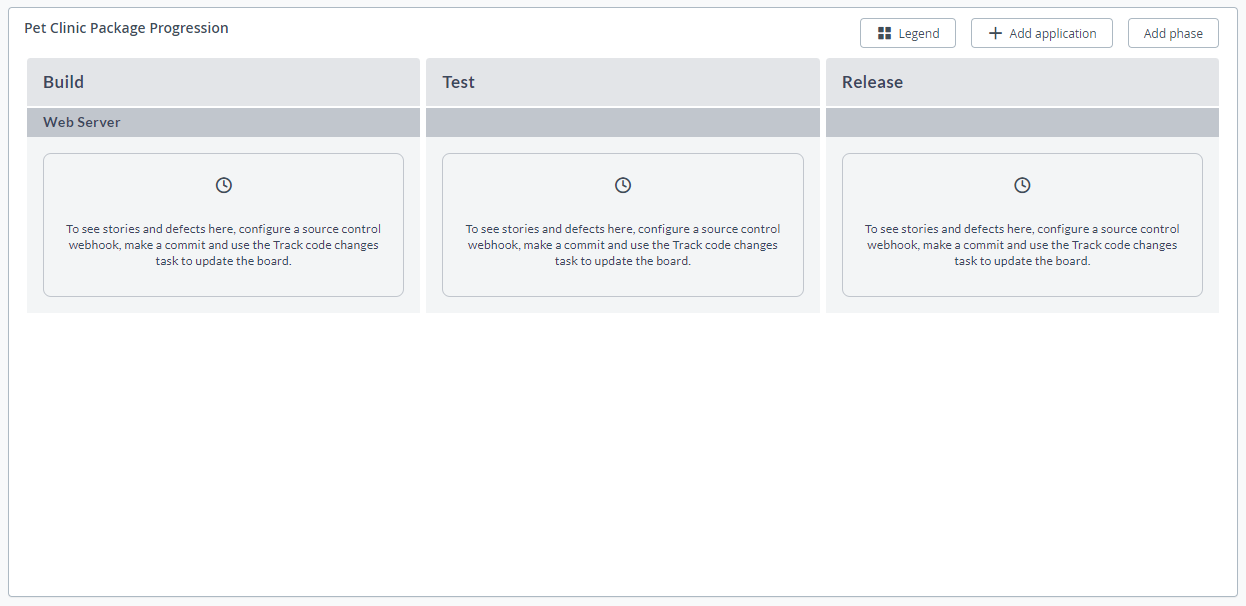 Pet Clinic Package Progression
Legend
Add application
Add phase
Build
Test
Release
Web Server
To see stories and defects here, configure a source control
webhook, make a commit and use the Track code changes
task to update the board.
To see stories and defects here, configure a source control
webhook, make a commit and use the Track code changes
task to update the board.
To see stories and defects here, configure a source control
webhook, make a commit and use the Track code changes
task to update the board.